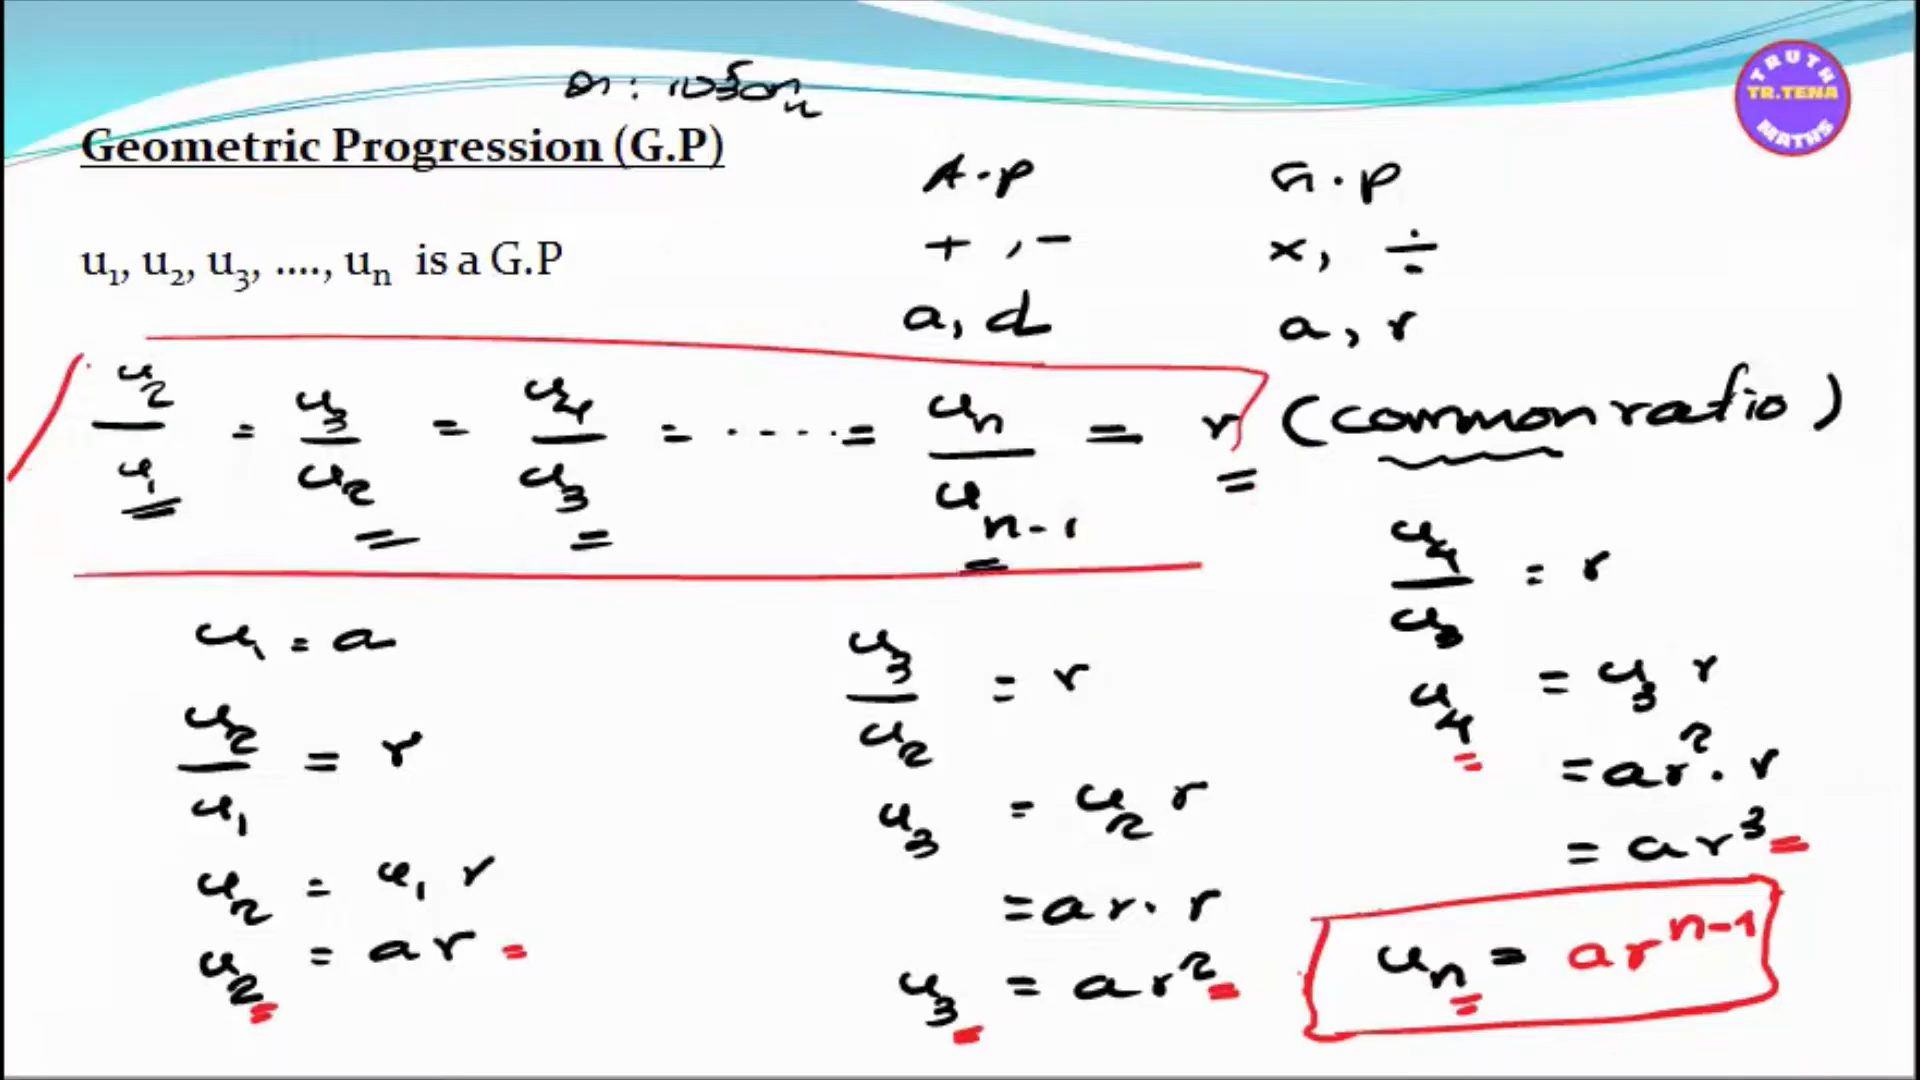 TRUTH
TR.TENA
MATHS
Geometric Progression (G.P)
A.P G.P
+ , - ×, ÷
a, d a, r
u₁, u₂, u₃, ...., uₙ is a G.P
u₂/u₁ = u₃/u₂ = u₄/u₃ = ..... = uₙ/uₙ₋₁ = r (common ratio)
u₁ = a
u₂/u₁ = r
u₂ = u₁ r
u₂ = ar
u₃/u₂ = r
u₃ = u₂ r
= ar . r
u₃ = ar²
u₄/u₃ = r
u₄ = u₃ r
= ar² . r
= ar³
uₙ = arⁿ⁻¹